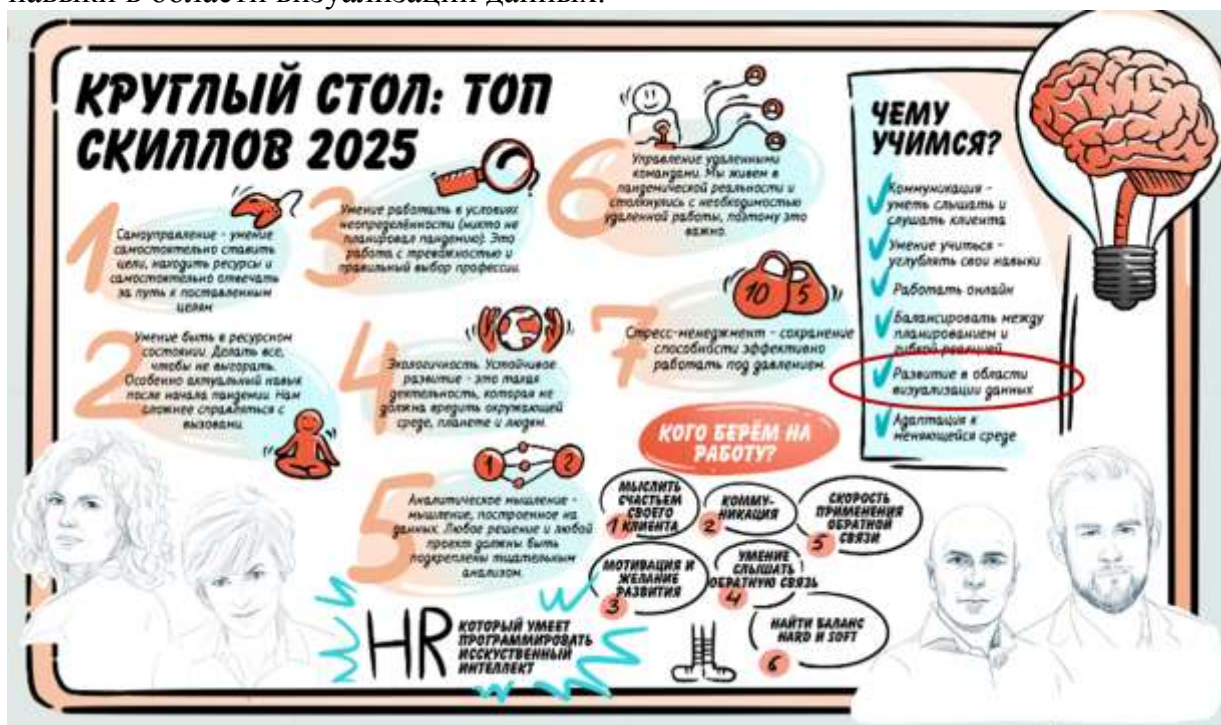 навыки в области визуализации данных.
КРУГЛЫЙ СТОЛ: ТОП
СКИЛЛОВ 2025
1
Самоуправление - умение
самостоятельно ставить
цели, находить ресурсы и
самостоятельно отвечать
за путь к поставленным
целям
2
Умение быть в ресурсном
состоянии. Делать все,
чтобы не выгорать.
Особенно актуальный навык
после начала пандемии. Нам
сложнее справляться с
вызовами.
3
Умение работать в условиях
неопределённости (никто не
планировал пандемию). Это
работа с тревожностью и
правильный выбор профессии.
4
Экологичность. Устойчивое
развитие - это такая
деятельность, которая не
должна вредить окружающей
среде, планете и людям.
1 2
5
Аналитическое мышление -
мышление, построенное на
данных. Любое решение и любой
проект должны быть
подкреплены тщательным
анализом.
6
Управление удаленными
командами. Мы живем в
пандемической реальности и
столкнулись с необходимостью
удаленной работы, поэтому это
важно.
10 5
7
Стресс-менеджмент - сохранение
способности эффективно
работать под давлением.
HR
КОТОРЫЙ УМЕЕТ
ПРОГРАММИРОВАТЬ
ИССКУСТВЕННЫЙ
ИНТЕЛЛЕКТ
КОГО БЕРЁМ НА
РАБОТУ?
МЫСЛИТЬ
СЧАСТЬЕМ
СВОЕГО
1 КЛИЕНТА
КОММУ-
НИКАЦИЯ
2
СКОРОСТЬ
ПРИМЕНЕНИЯ
ОБРАТНОЙ
5 СВЯЗИ
МОТИВАЦИЯ И
ЖЕЛАНИЕ
РАЗВИТИЯ
3
УМЕНИЕ
СЛЫШАТЬ
ОБРАТНУЮ СВЯЗЬ
4
НАЙТИ БАЛАНС
HARD И SOFT
6
ЧЕМУ
УЧИМСЯ?
Коммуникация -
уметь слышать и
слушать клиента
Умение учиться -
углублять свои навыки
Работать онлайн
Балансировать между
планированием и
гибкой реакцией
Развитие в области
визуализации данных
Адаптация к
меняющейся среде